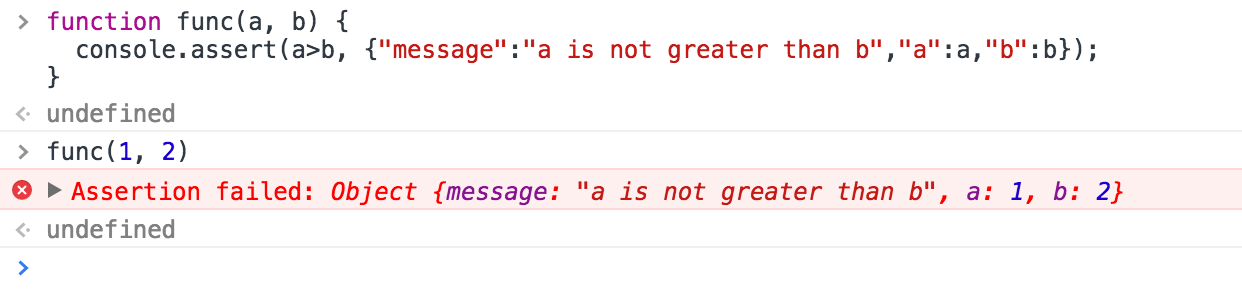 > function func(a, b) {
console.assert(a>b, {"message":"a is not greater than b","a":a,"b":b});
}
undefined
> func(1, 2)
Assertion failed: Object {message: "a is not greater than b", a: 1, b: 2}
undefined
>